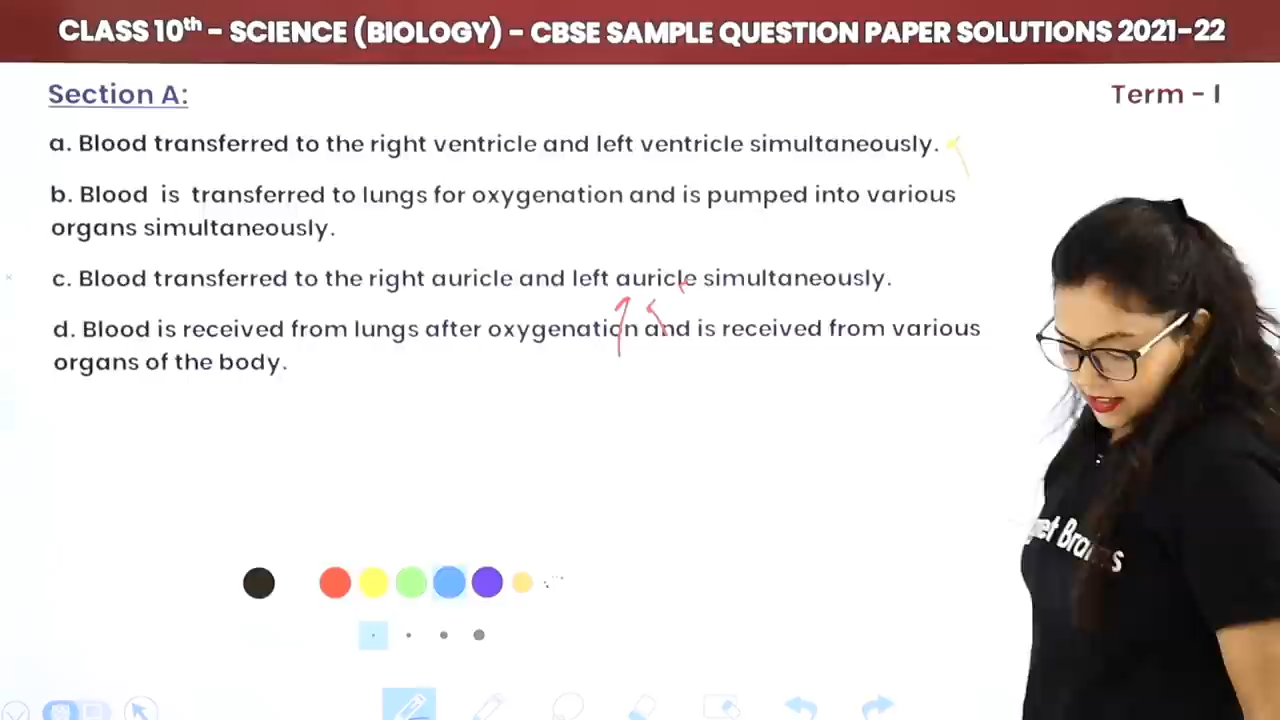 CLASS 10th - SCIENCE (BIOLOGY) - CBSE SAMPLE QUESTION PAPER SOLUTIONS 2021-22
Section A:
Term - I
a. Blood transferred to the right ventricle and left ventricle simultaneously.
b. Blood is transferred to lungs for oxygenation and is pumped into various
organs simultaneously.
c. Blood transferred to the right auricle and left auricle simultaneously.
d. Blood is received from lungs after oxygenation and is received from various
organs of the body.